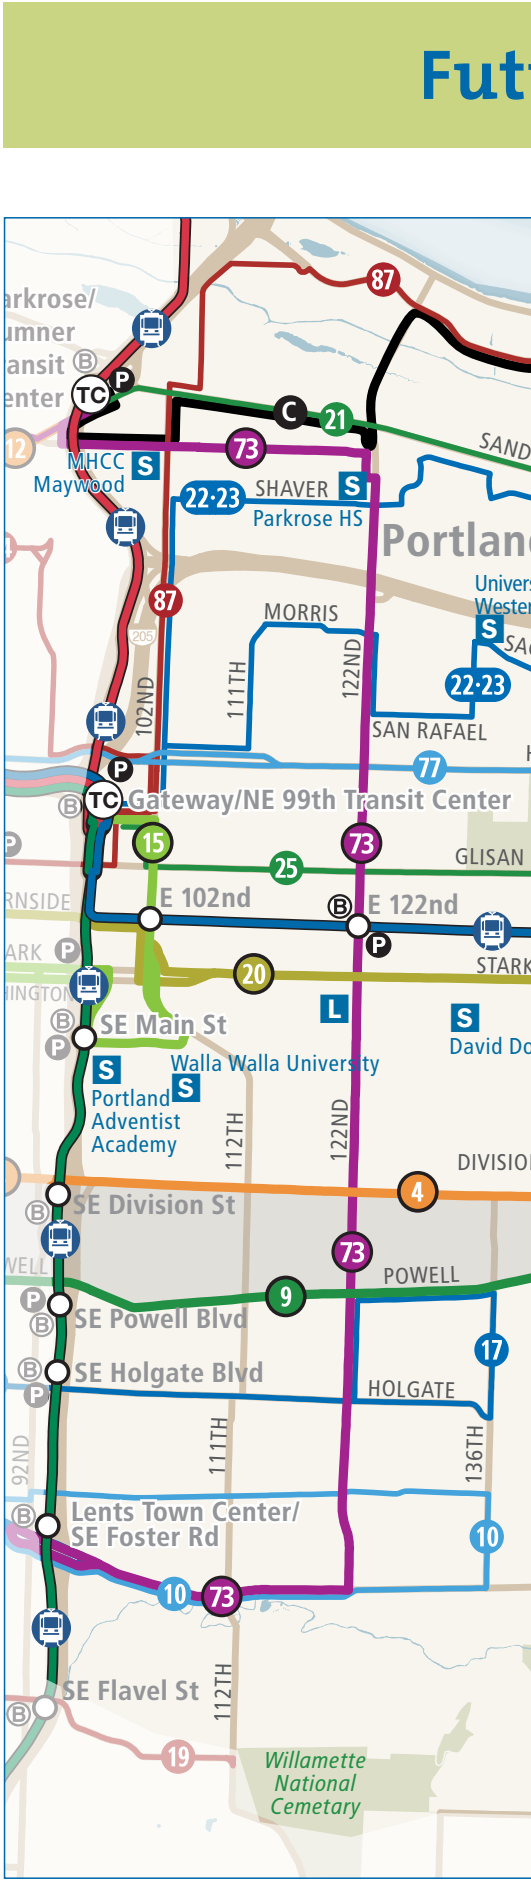 Fut
87
arkrose/
umner
ansit B
enter TC P
C
21
SAND
12
73
MHCC S
Maywood
22·23
SHAVER S
Parkrose HS
Portlan
Univers
Wester
S
87
MORRIS
205
SA
102ND
111TH
122ND
22·23
SAN RAFAEL
P
77
H
TC Gateway/NE 99th Transit Center
B
P
15
73
25
GLISAN
RNSIDE
E 102nd
B E 122nd
P
ARK P
20
STARK
HINGTON
L
S
B
P
SE Main St
David Do
S
Walla Walla University
S
Portland
Adventist
Academy
112TH
122ND
DIVISIO
4
SE Division St
B
73
WELL
POWELL
9
P
B
SE Powell Blvd
17
B
P
SE Holgate Blvd
HOLGATE
92ND
111TH
136TH
B
Lents Town Center/
SE Foster Rd
10
10
73
112TH
SE Flavel St
B
19
Willamette
National
Cemetary